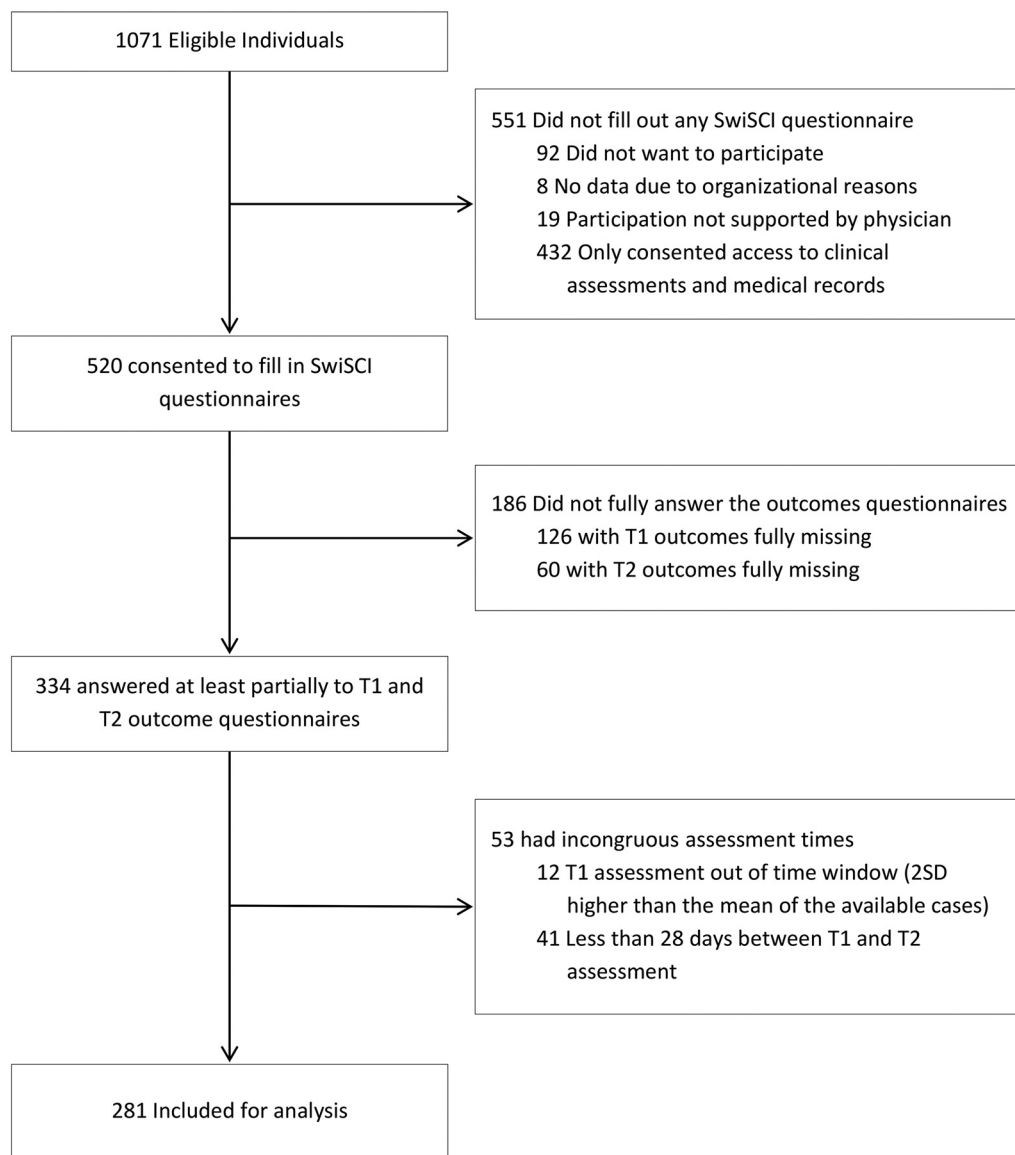 1071 Eligible Individuals
551 Did not fill out any SwiSCI questionnaire
92 Did not want to participate
8 No data due to organizational reasons
19 Participation not supported by physician
432 Only consented access to clinical
assessments and medical records
520 consented to fill in SwiSCI
questionnaires
186 Did not fully answer the outcomes questionnaires
126 with T1 outcomes fully missing
60 with T2 outcomes fully missing
334 answered at least partially to T1 and
T2 outcome questionnaires
53 had incongruous assessment times
12 T1 assessment out of time window (2SD
higher than the mean of the available cases)
41 Less than 28 days between T1 and T2
assessment
281 Included for analysis